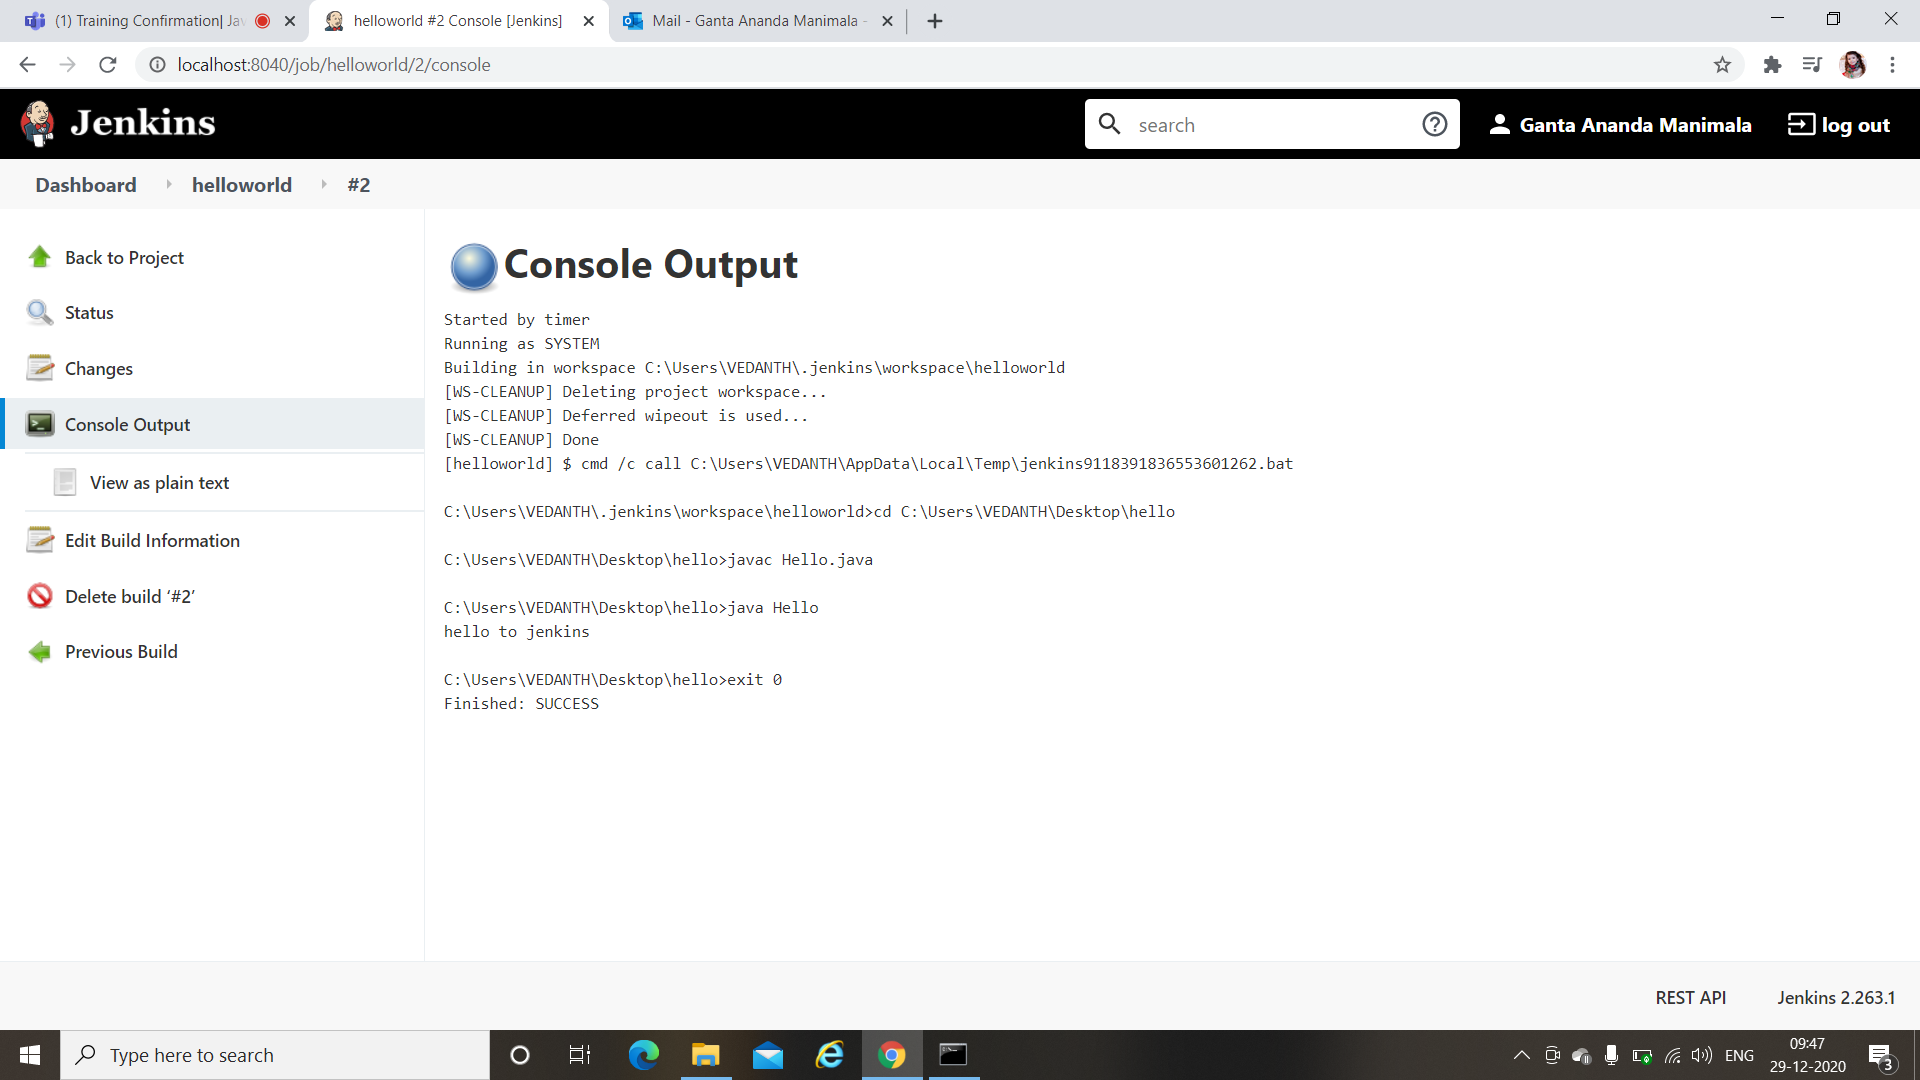 (1) Training Confirmation| Jav
helloworld #2 Console [Jenkins]
Mail - Ganta Ananda Manimala -
localhost:8040/job/helloworld/2/console
Jenkins
search
Ganta Ananda Manimala
log out
Dashboard
helloworld
#2
Back to Project
Status
Changes
Console Output
View as plain text
Edit Build Information
Delete build ‘#2’
Previous Build
Console Output
Started by timer
Running as SYSTEM
Building in workspace C:\Users\VEDANTH\.jenkins\workspace\helloworld
[WS-CLEANUP] Deleting project workspace...
[WS-CLEANUP] Deferred wipeout is used...
[WS-CLEANUP] Done
[helloworld] $ cmd /c call C:\Users\VEDANTH\AppData\Local\Temp\jenkins9118391836553601262.bat
C:\Users\VEDANTH\.jenkins\workspace\helloworld>cd C:\Users\VEDANTH\Desktop\hello
C:\Users\VEDANTH\Desktop\hello>javac Hello.java
C:\Users\VEDANTH\Desktop\hello>java Hello
hello to jenkins
C:\Users\VEDANTH\Desktop\hello>exit 0
Finished: SUCCESS
REST API
Jenkins 2.263.1
Type here to search
ENG
09:47
29-12-2020
3